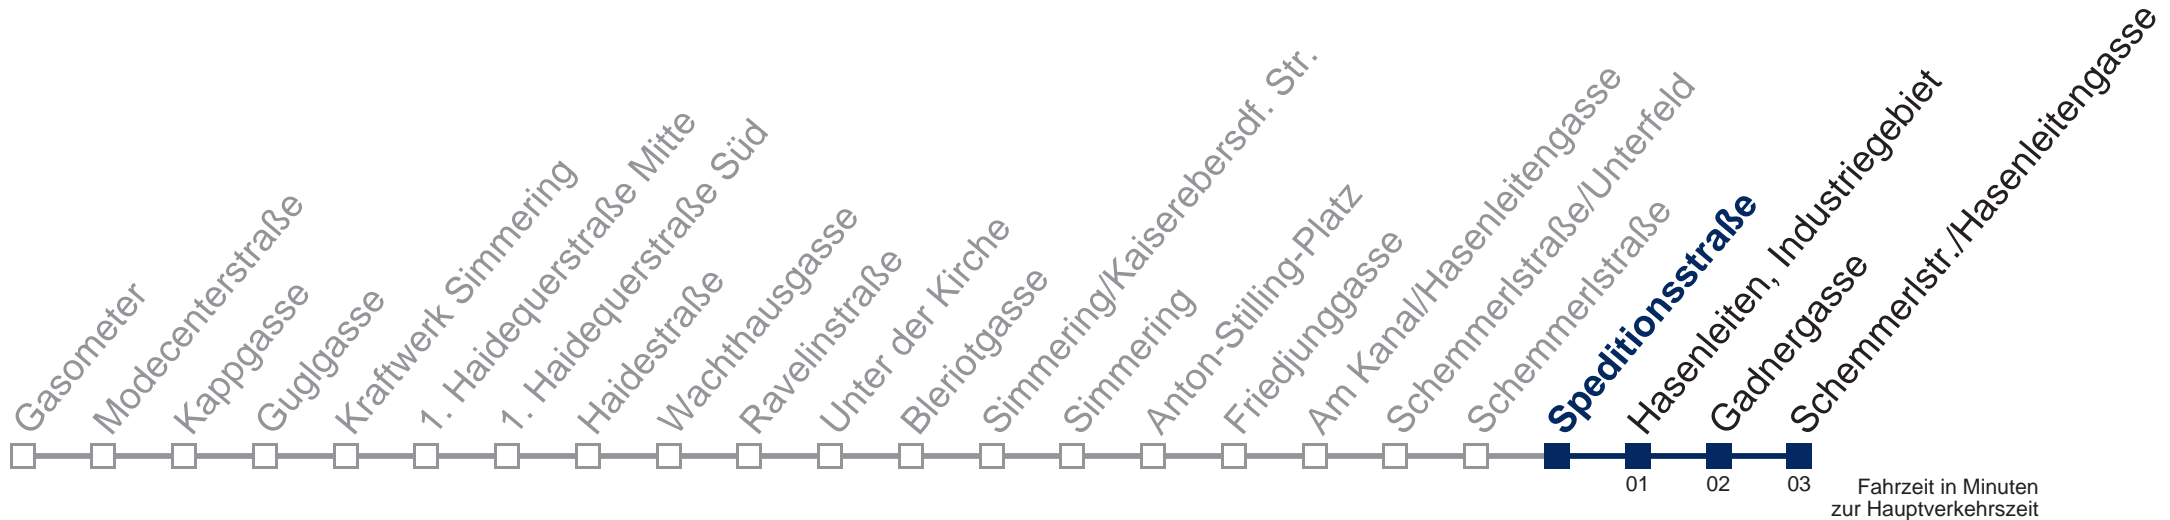 Gasometer
Modecenterstraße
Kappgasse
Guglgasse
Kraftwerk Simmering
1. Haidequerstraße Mitte
1. Haidequerstraße Süd
Haidestraße
Wachthausgasse
Ravelinstraße
Unter der Kirche
Bleriotgasse
Simmering/Kaiserebersdf. Str.
Simmering
Anton-Stilling-Platz
Friedjunggasse
Am Kanal/Hasenleitengasse
Schemmerlstraße/Unterfeld
Schemmerlstraße
Speditionsstraße
Hasenleiten, Industriegebiet
Gadnergasse
Schemmerlstr./Hasenleitengasse
01 02 03
Fahrzeit in Minuten
zur Hauptverkehrszeit